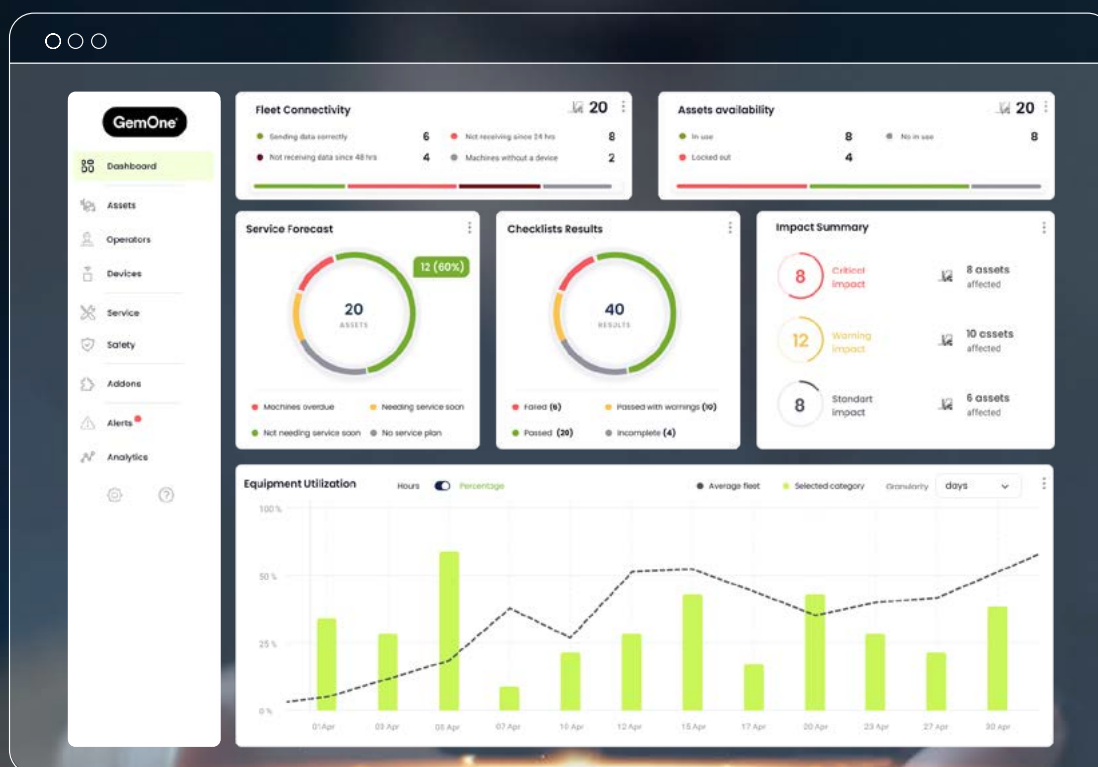 GemOne
Dashboard
Assets
Operators
Devices
Service
Safety
Addons
Alerts
Analytics
Fleet Connectivity 20
Sending data correctly 6 Not receiving since 24 hrs 8
Not receiving data since 48 hrs 4 Machines without a device 2
Assets availability 20
In use 8 No in use 8
Locked out 4
Service Forecast
12 (60%)
20
ASSETS
Machines overdue Needing service soon
Not needing service soon No service plan
Checklists Results
40
RESULTS
Failed (6) Passed with warnings (10)
Passed (20) Incomplete (4)
Impact Summary
8 Critical impact 8 assets affected
12 Warning impact 10 assets affected
8 Standart impact 6 assets affected
Equipment Utilization Hours Percentage Average fleet Selected category Granularity days
100 %
50 %
25 %
0 %
01 Apr 03 Apr 05 Apr 07 Apr 10 Apr 12 Apr 15 Apr 17 Apr 20 Apr 23 Apr 27 Apr 30 Apr